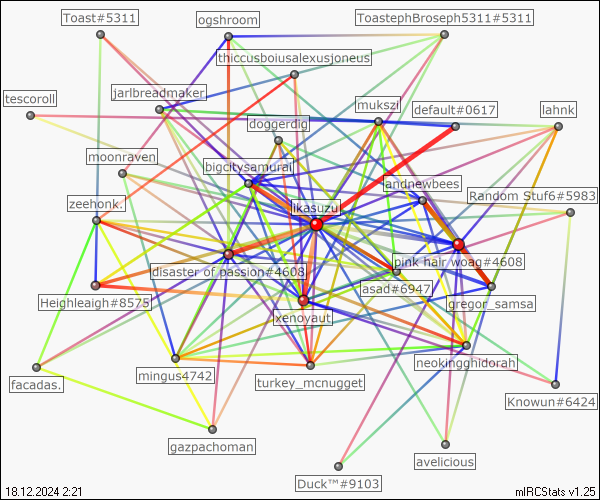 Toast#5311
ogshroom
ToastephBroseph5311#5311
thiccusboiusalexusjoneus
tescoroll
jarlbreadmaker
mukszi
default#0617
lahnk
doggerdig
moonraven
bigcitysamurai
zeehonk.
Ikasuzu
landnewbees
Random Stuf6#5983
disaster of passion#4608
pink hair woag#4608
Heighleaigh#8575
asad#6947
gregor_samsa
xenoyaut
facadas.
mingus4742
turkey_mcnugget
neokingghidorah
Knowun#6424
gazpachoman
avelicious
Duck™#9103
18.12.2024 2:21
mIRCStats v1.25